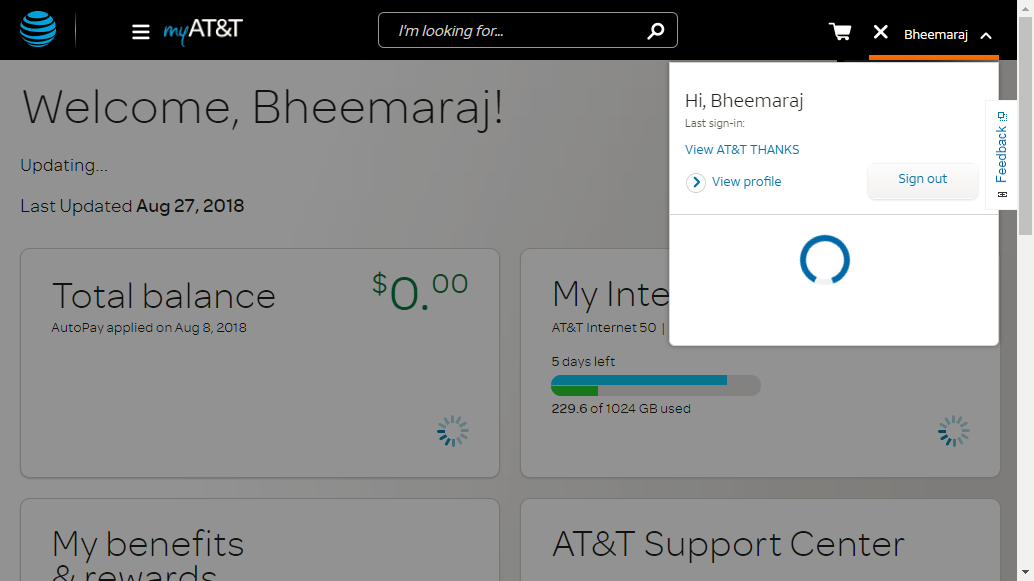 myAT&T
I'm looking for...
Bheemaraj
Welcome, Bheemaraj!
Updating...
Last Updated Aug 27, 2018
Hi, Bheemaraj
Last sign-in:
View AT&T THANKS
View profile
Sign out
Feedback
Total balance
$0.00
AutoPay applied on Aug 8, 2018
My Inte
AT&T Internet 50 |
5 days left
229.6 of 1024 GB used
My benefits
& rewards
AT&T Support Center